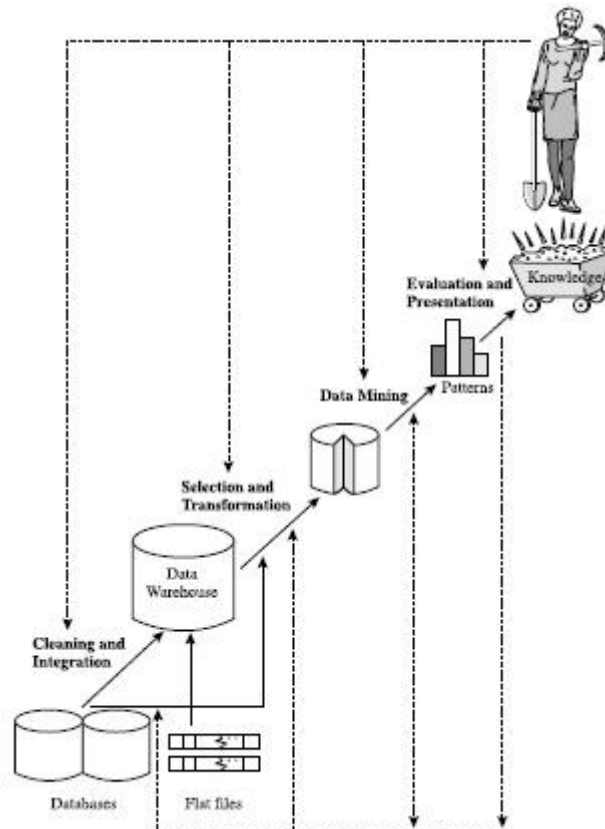 Knowledge
Evaluation and
Presentation
Patterns
Data Mining
Selection and
Transformation
Data
Warehouse
Cleaning and
Integration
Databases
Flat files